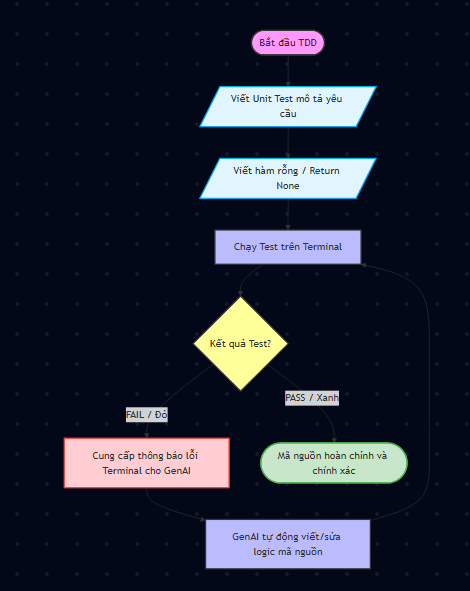 Bắt đầu TDD
Viết Unit Test mô tả yêu
cầu
Viết hàm rỗng / Return
None
Chạy Test trên Terminal
Kết quả Test?
FAIL / Đỏ
PASS / Xanh
Cung cấp thông báo lỗi
Terminal cho GenAI
Mã nguồn hoàn chỉnh và
chính xác
GenAI tự động viết/sửa
logic mã nguồn